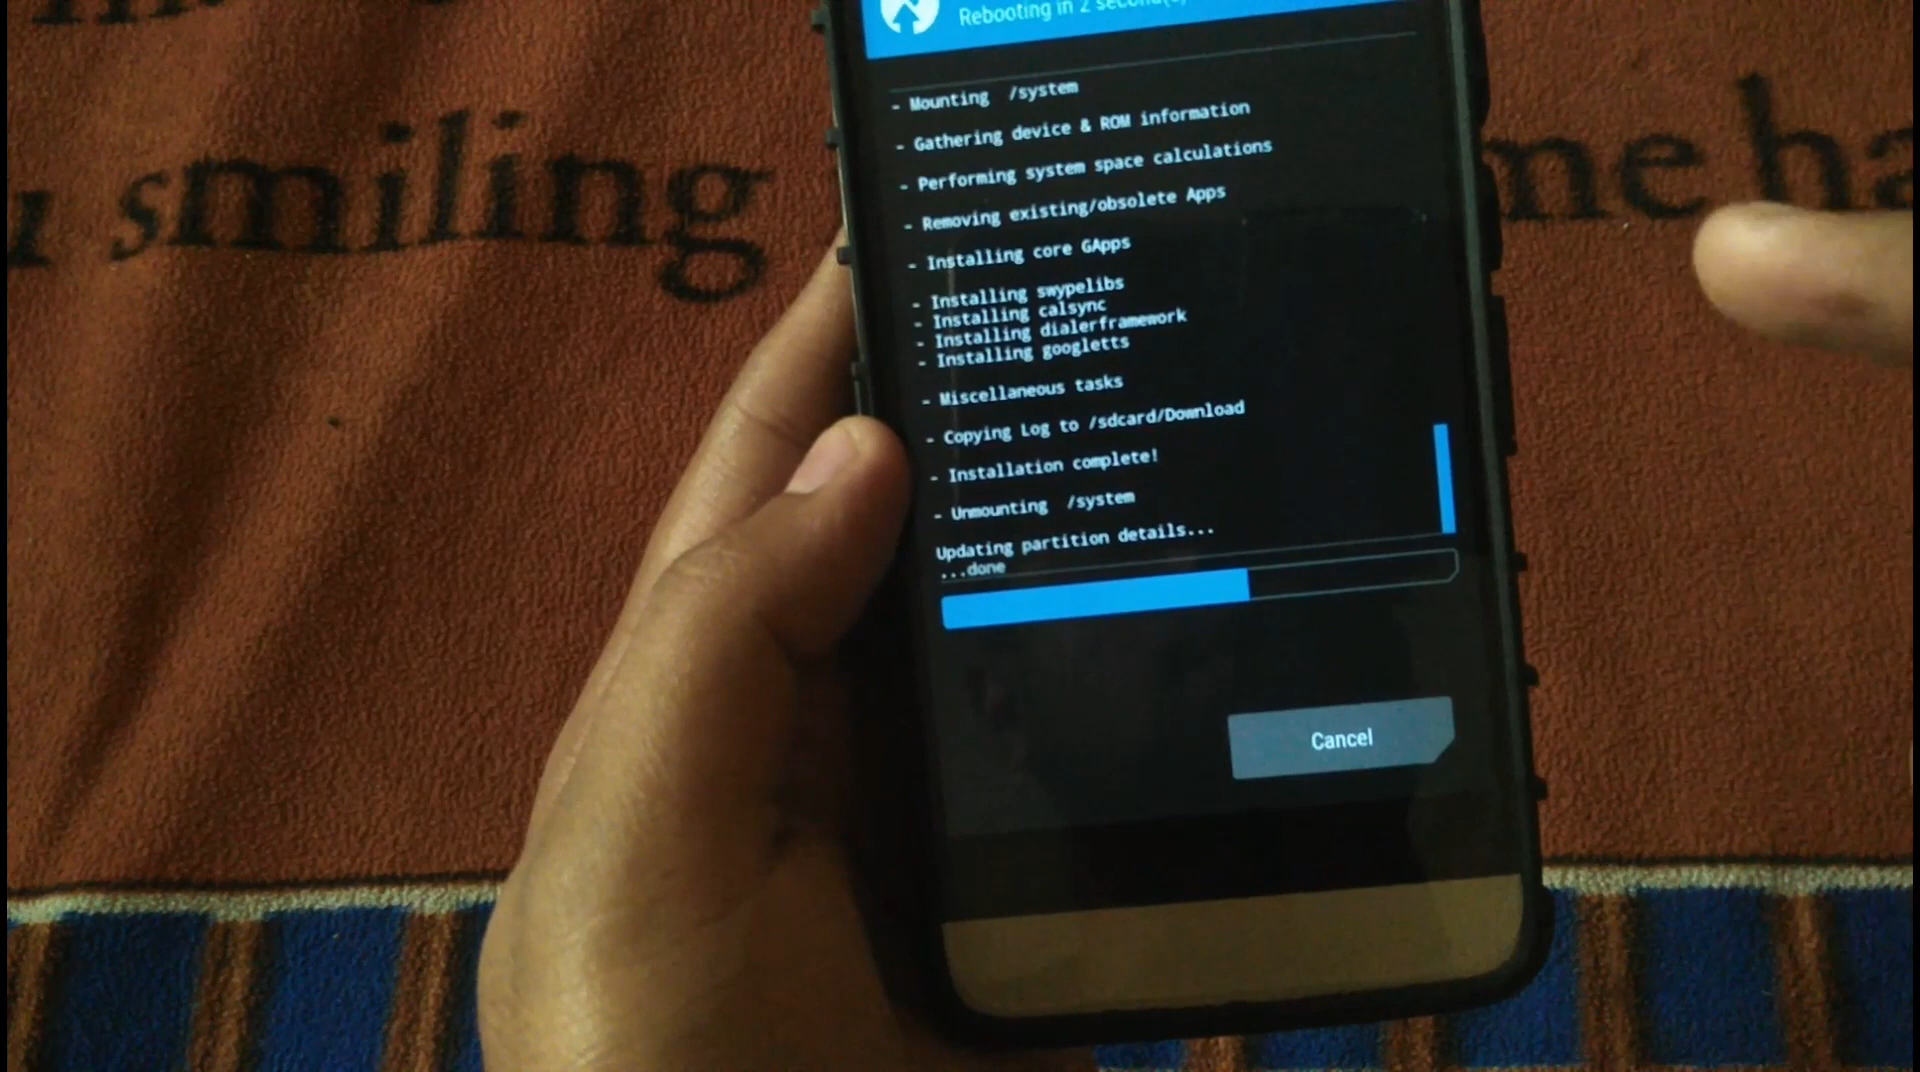 Rebooting in 2
- Mounting /system
- Gathering device & ROM information
- Performing system space calculations
- Removing existing/obsolete Apps
- Installing core GApps
- Installing swypelibs
- Installing calsync
- Installing dialerframework
- Installing googletts
- Miscellaneous tasks
- Copying Log to /sdcard/Download
- Installation complete!
- Unmounting /system
Updating partition details...
...done
Cancel
smiling